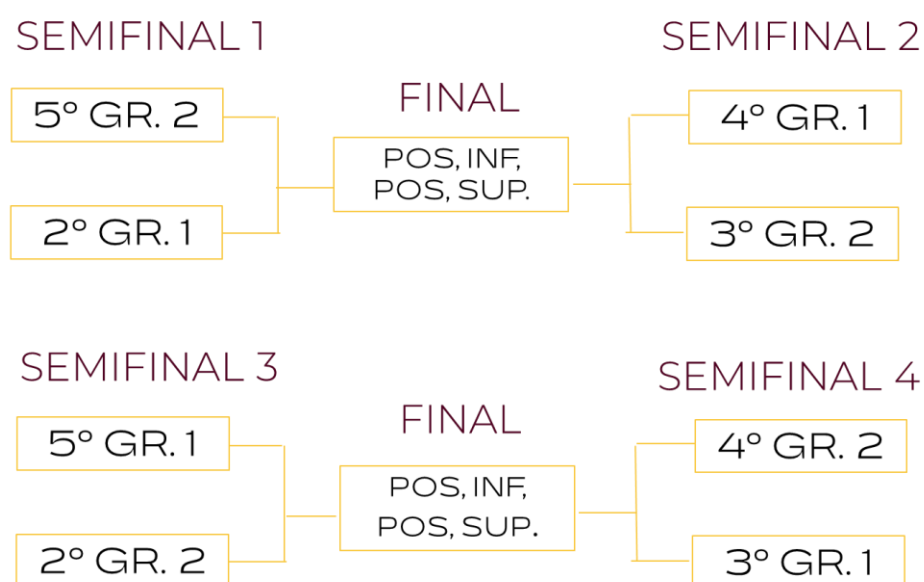 SEMIFINAL 1
5º GR. 2
2º GR. 1
FINAL
POS, INF,
POS, SUP.
SEMIFINAL 2
4º GR. 1
3º GR. 2
SEMIFINAL 3
5º GR. 1
2º GR. 2
FINAL
POS, INF,
POS, SUP.
SEMIFINAL 4
4º GR. 2
3º GR. 1